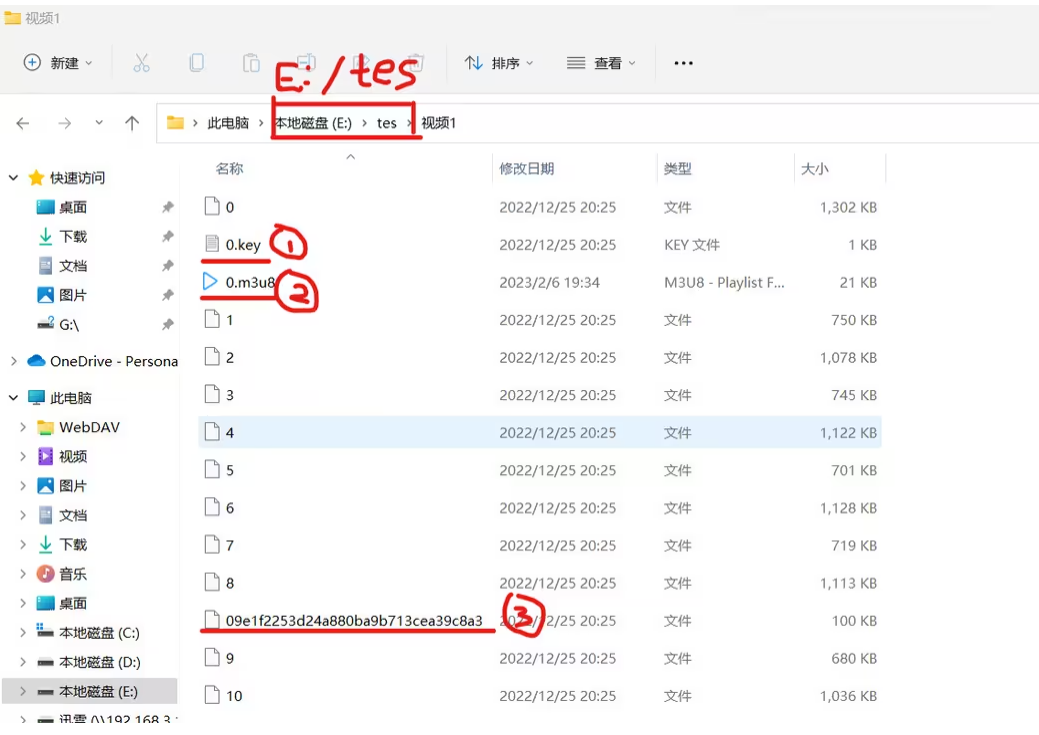 视频1
新建
排序
查看
E:/tes
此电脑 > 本地磁盘 (E:) > tes > 视频1
名称 修改日期 类型 大小
快速访问
桌面
下载
文档
图片
G:\
OneDrive - Persona
此电脑
WebDAV
视频
图片
文档
下载
音乐
桌面
本地磁盘 (C:)
本地磁盘 (D:)
本地磁盘 (E:)
迅雷 (\\192.168.3.
0 2022/12/25 20:25 文件 1,302 KB
0.key ① 2022/12/25 20:25 KEY 文件 1 KB
0.m3u8 ② 2023/2/6 19:34 M3U8 - Playlist F... 21 KB
1 2022/12/25 20:25 文件 750 KB
2 2022/12/25 20:25 文件 1,078 KB
3 2022/12/25 20:25 文件 745 KB
4 2022/12/25 20:25 文件 1,122 KB
5 2022/12/25 20:25 文件 701 KB
6 2022/12/25 20:25 文件 1,128 KB
7 2022/12/25 20:25 文件 719 KB
8 2022/12/25 20:25 文件 1,113 KB
09e1f2253d24a880ba9b713cea39c8a3 ③ 2022/12/25 20:25 文件 100 KB
9 2022/12/25 20:25 文件 680 KB
10 2022/12/25 20:25 文件 1,036 KB